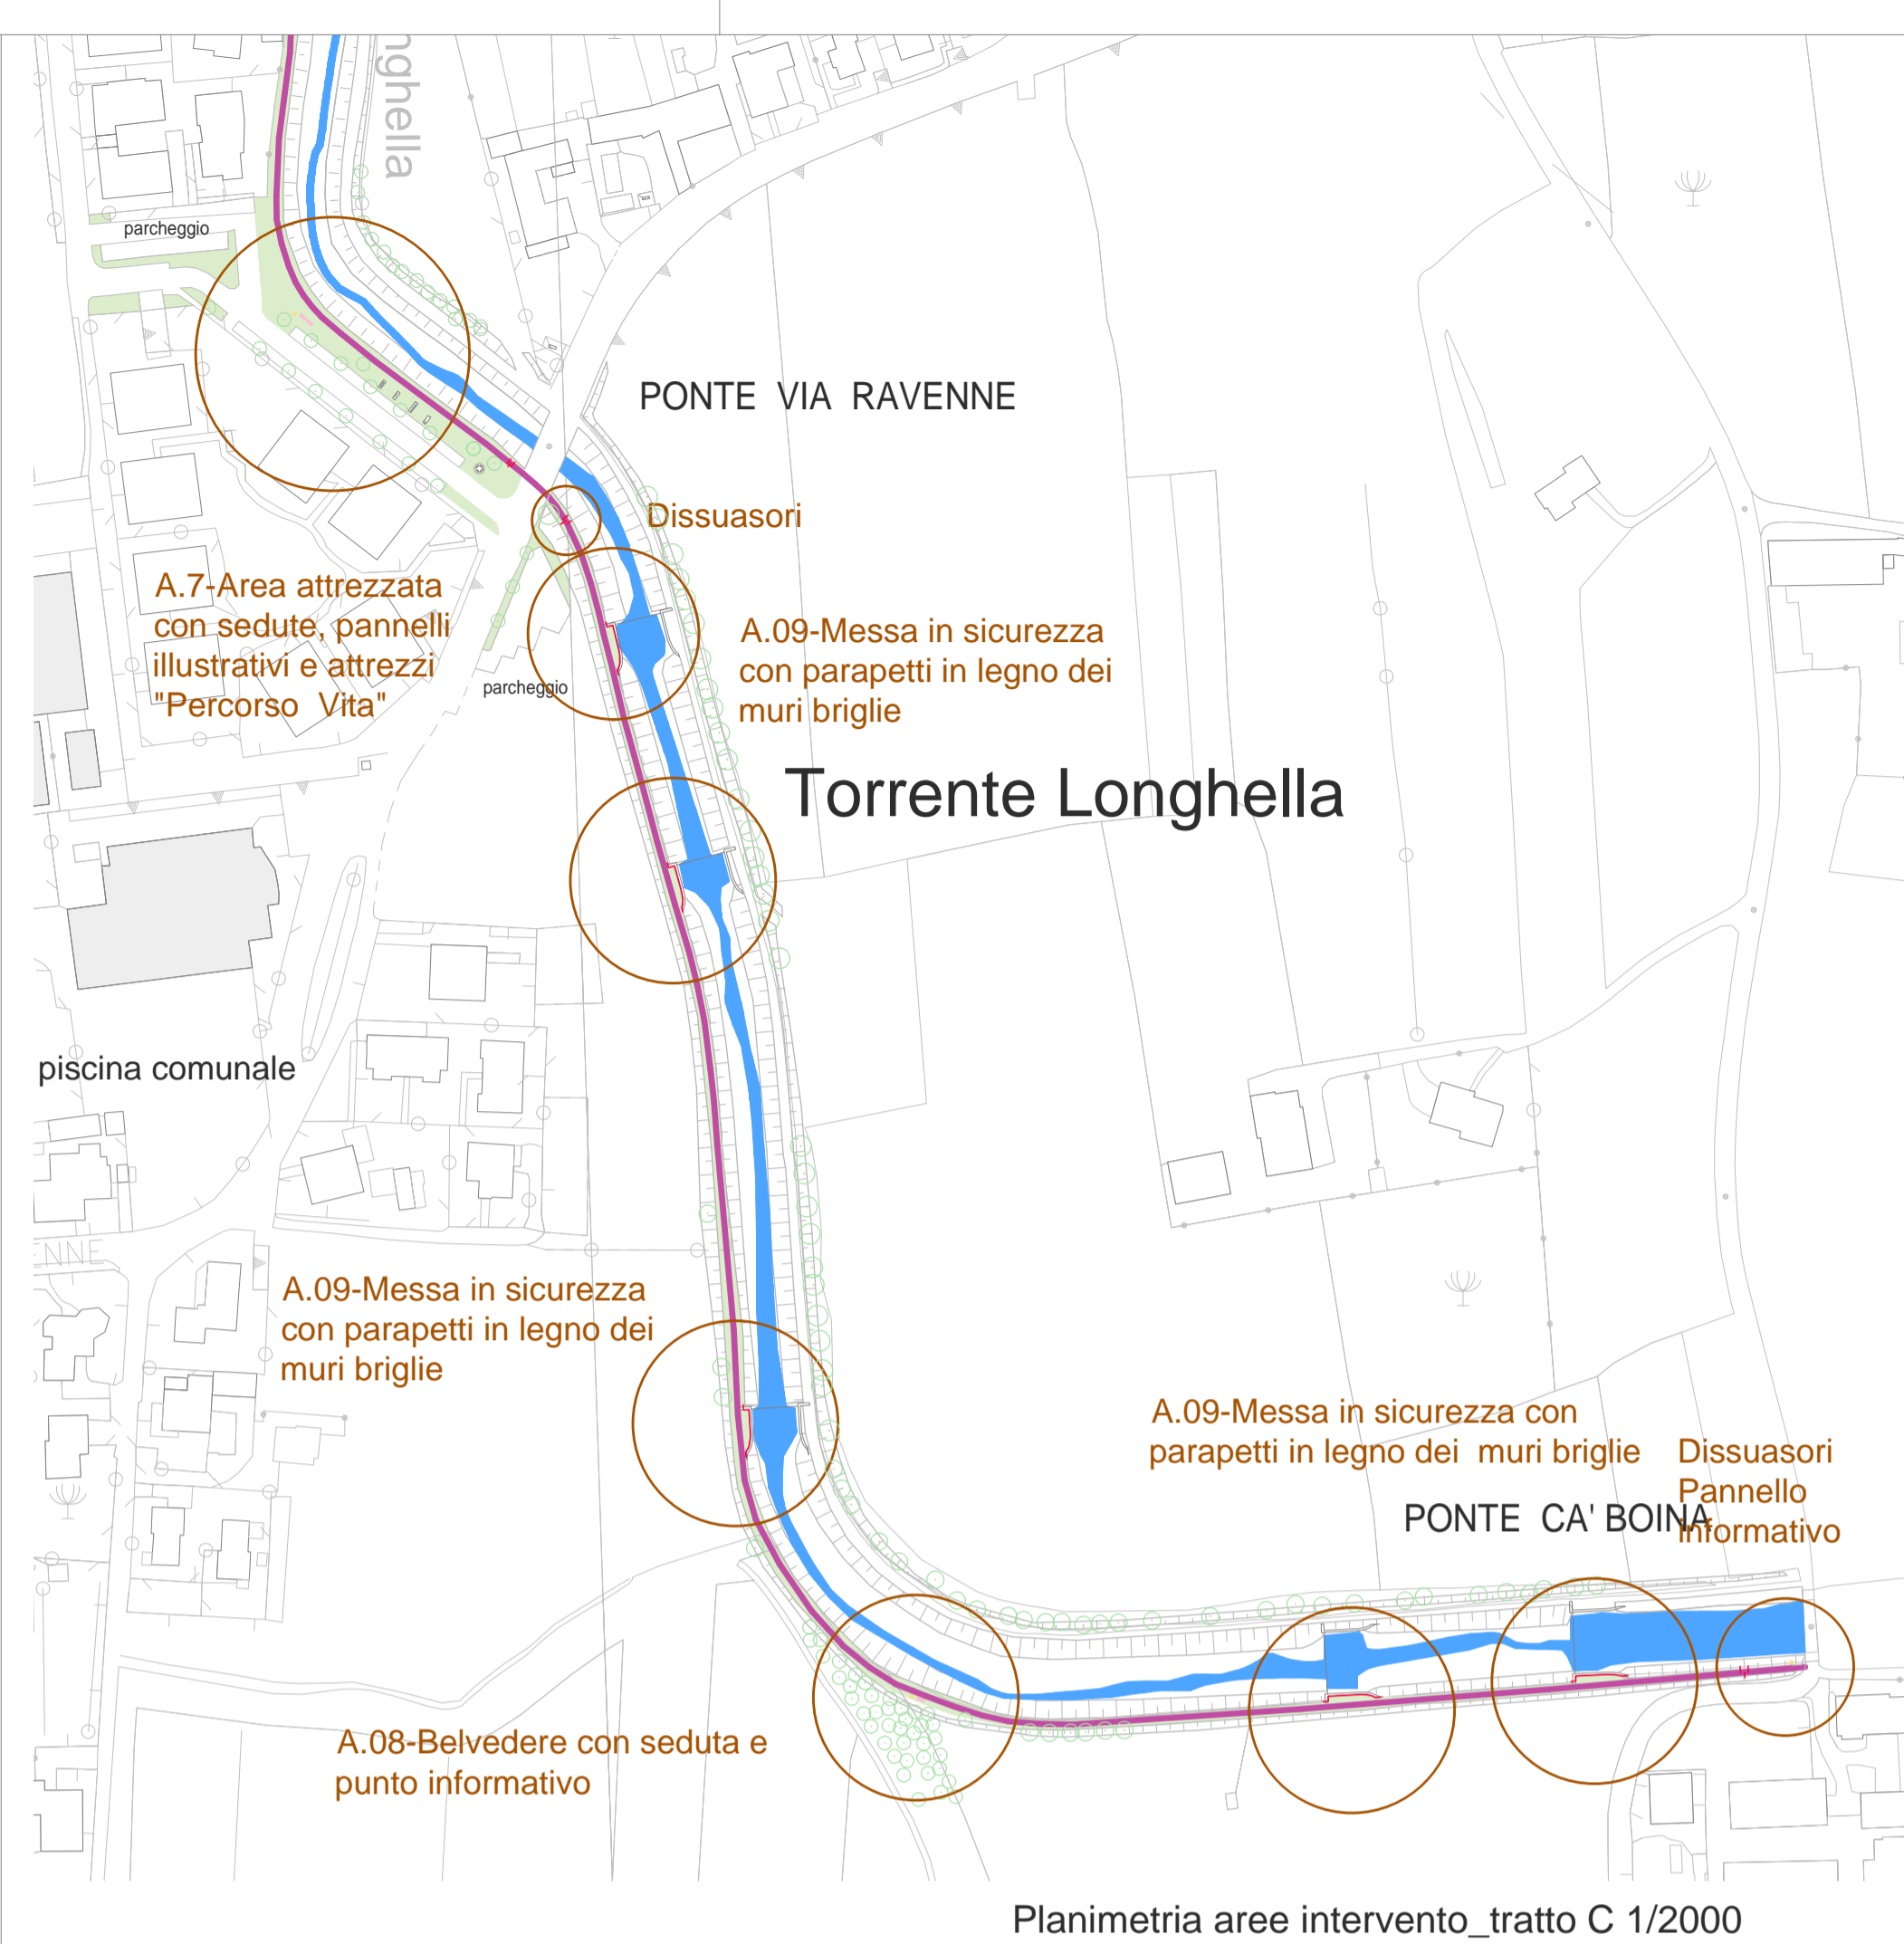 nghella
parcheggio
PONTE VIA RAVENNE
Dissuasori
A.7-Area attrezzata
con sedute, pannelli
illustrativi e attrezzi
"Percorso Vita"
A.09-Messa in sicurezza
con parapetti in legno dei
muri briglie
parcheggio
Torrente Longhella
piscina comunale
ENNE
A.09-Messa in sicurezza
con parapetti in legno dei
muri briglie
A.09-Messa in sicurezza con
parapetti in legno dei muri briglie
Dissuasori
Pannello
informativo
PONTE CA' BOINA
A.08-Belvedere con seduta e
punto informativo
Planimetria aree intervento_tratto C 1/2000